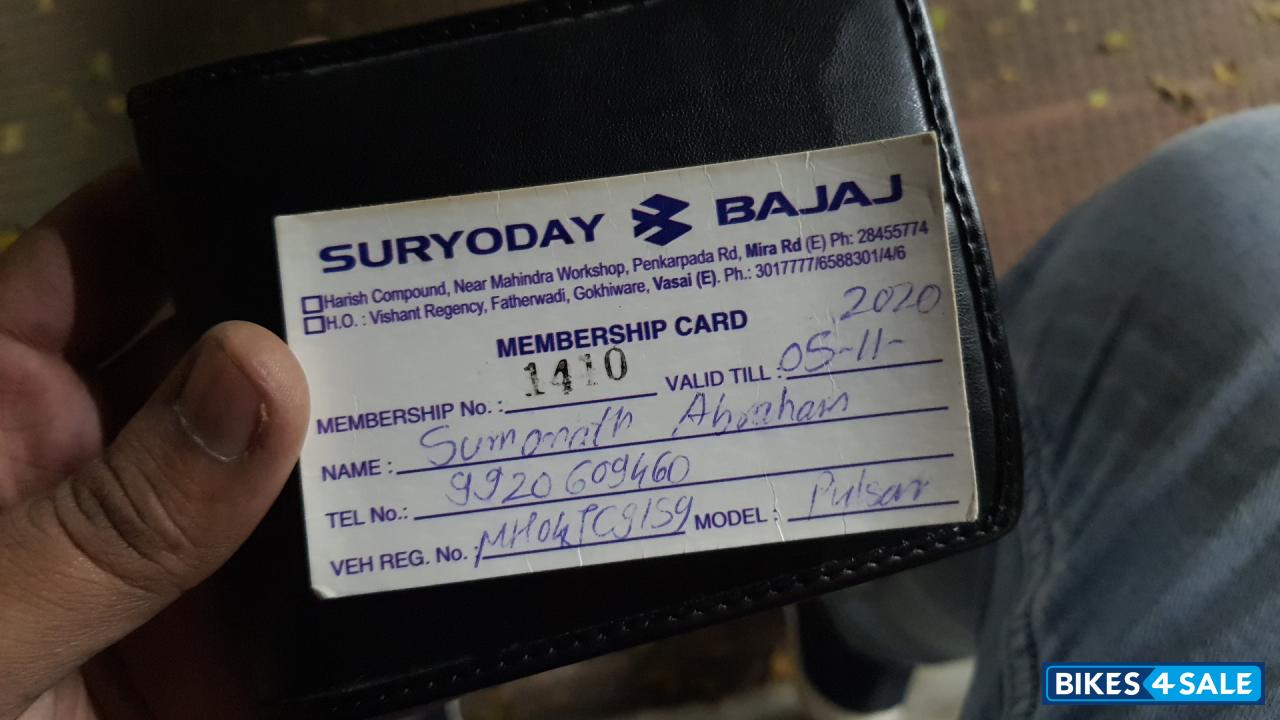 SURYODAY BAJAJ
Harish Compound, Near Mahindra Workshop, Penkarpada Rd, Mira Rd (E) Ph: 28455774
H.O. : Vishant Regency, Fatherwadi, Gokhiware, Vasai (E). Ph.: 3017777/6588301/4/6
MEMBERSHIP CARD
MEMBERSHIP No. : 1410 VALID TILL : 05-11-2020
NAME : Abraham
TEL No.: 9920609460
VEH REG. No. : MODEL : Pulsar
BIKES4SALE